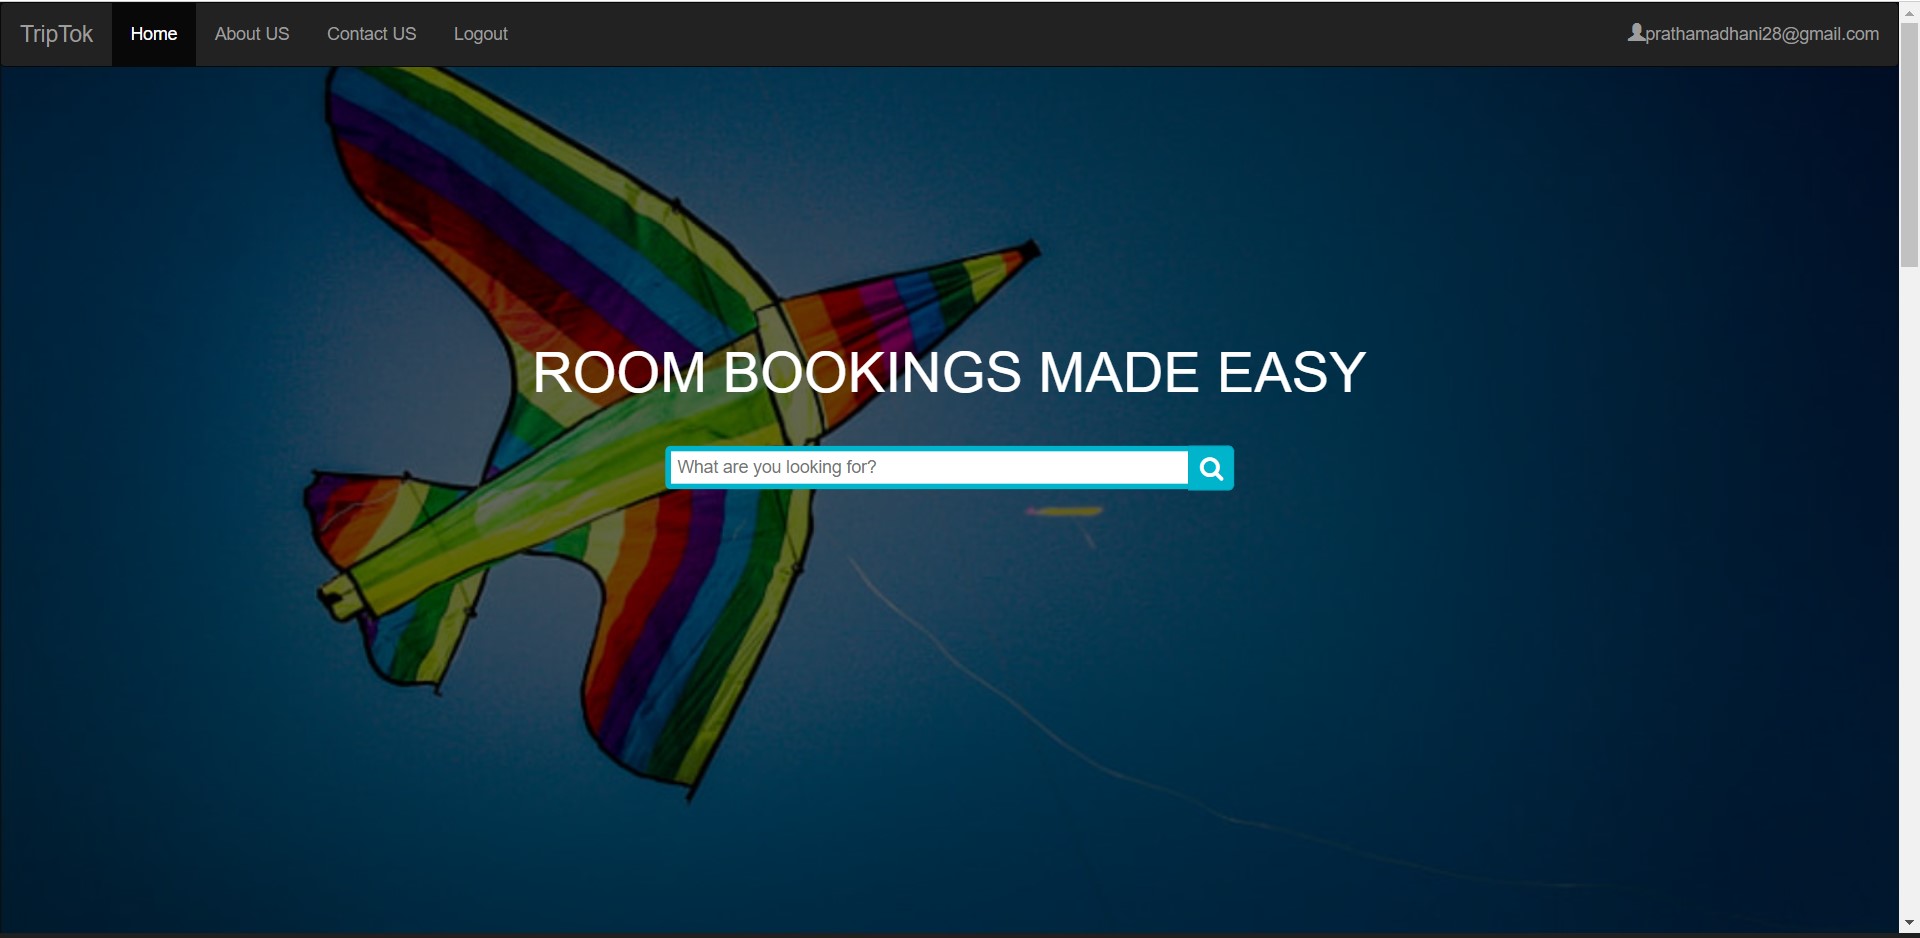 TripTok Home About US Contact US Logout prathamadhani28@gmail.com
ROOM BOOKINGS MADE EASY
What are you looking for?